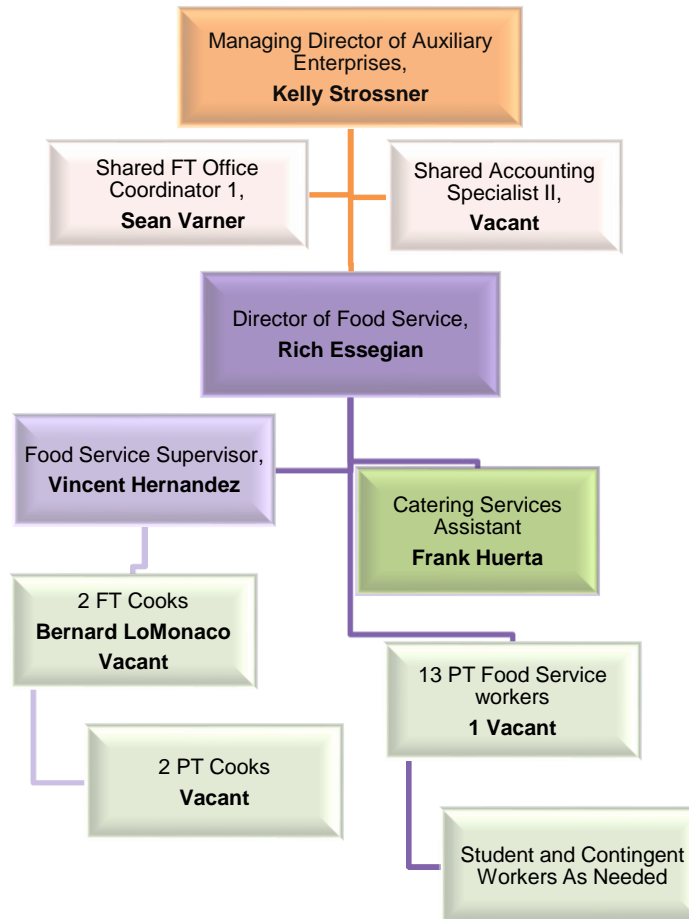 Managing Director of Auxiliary
Enterprises,
Kelly Strossner
Shared FT Office
Coordinator 1,
Sean Varner
Shared Accounting
Specialist II,
Vacant
Director of Food Service,
Rich Essegian
Food Service Supervisor,
Vincent Hernandez
Catering Services
Assistant
Frank Huerta
2 FT Cooks
Bernard LoMonaco
Vacant
13 PT Food Service
workers
1 Vacant
2 PT Cooks
Vacant
Student and Contingent
Workers As Needed